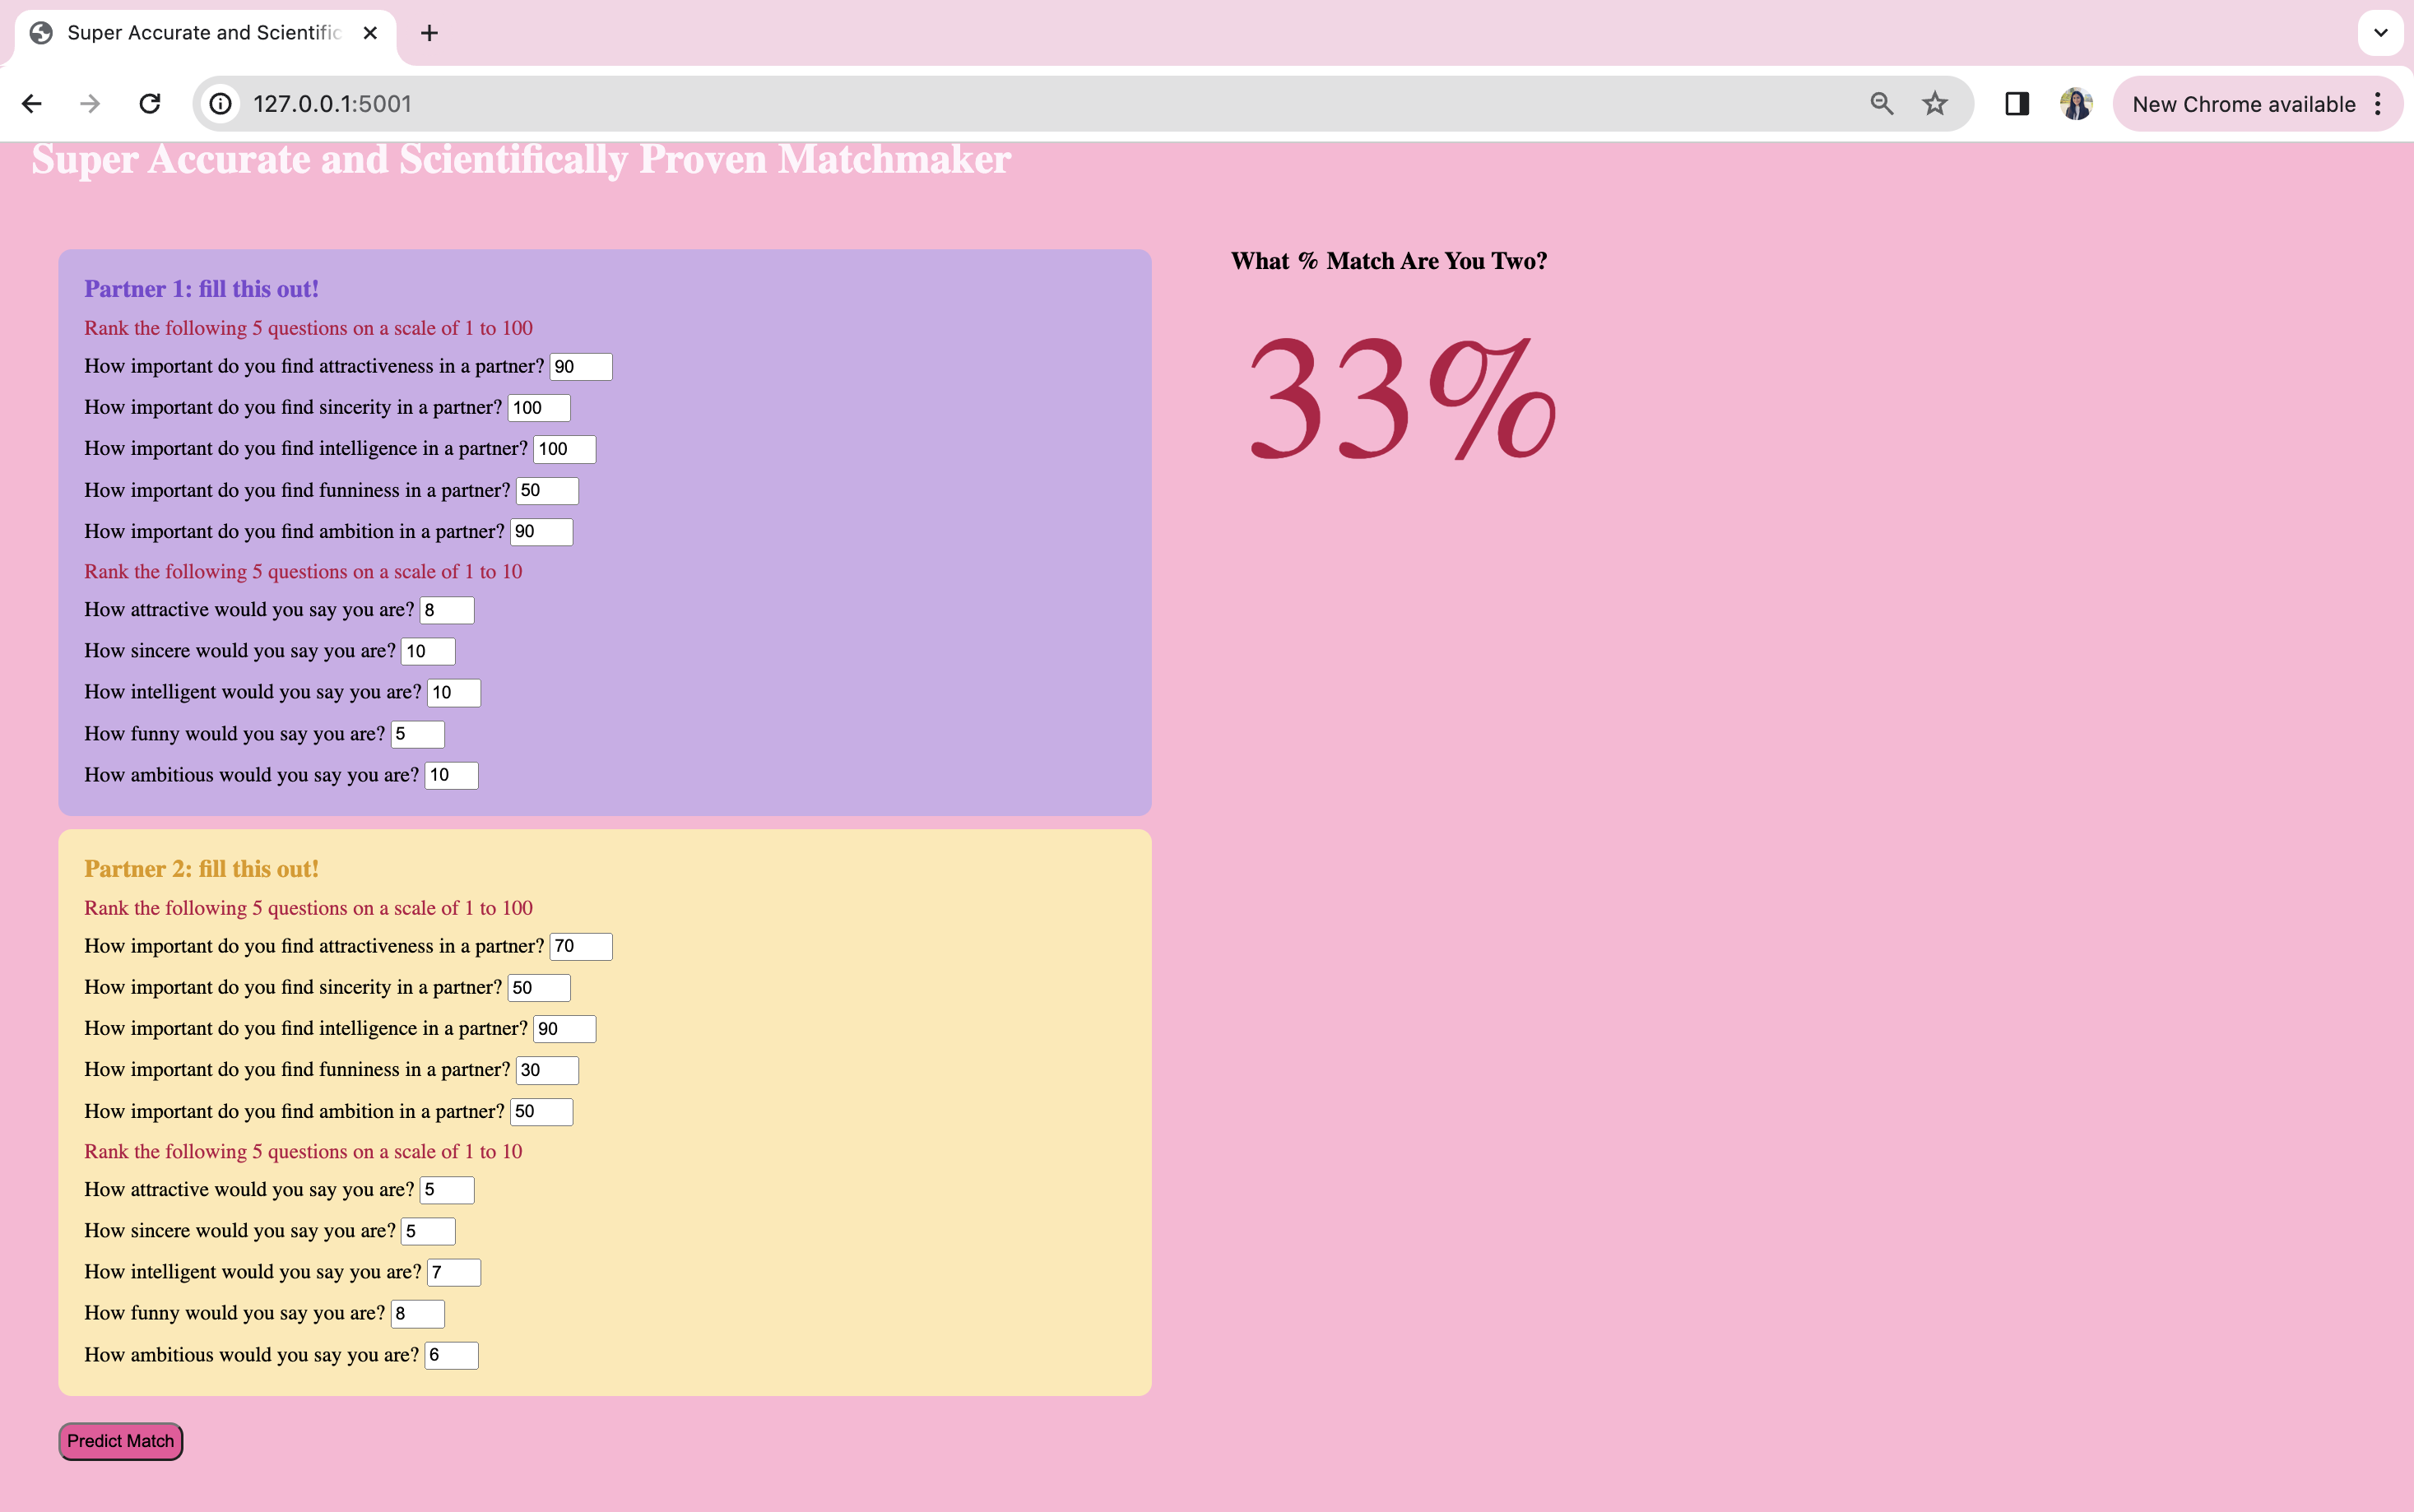 Super Accurate and Scientific
127.0.0.1:5001
New Chrome available
Super Accurate and Scientifically Proven Matchmaker
Partner 1: fill this out!
Rank the following 5 questions on a scale of 1 to 100
How important do you find attractiveness in a partner? 90
How important do you find sincerity in a partner? 100
How important do you find intelligence in a partner? 100
How important do you find funniness in a partner? 50
How important do you find ambition in a partner? 90
Rank the following 5 questions on a scale of 1 to 10
How attractive would you say you are? 8
How sincere would you say you are? 10
How intelligent would you say you are? 10
How funny would you say you are? 5
How ambitious would you say you are? 10
Partner 2: fill this out!
Rank the following 5 questions on a scale of 1 to 100
How important do you find attractiveness in a partner? 70
How important do you find sincerity in a partner? 50
How important do you find intelligence in a partner? 90
How important do you find funniness in a partner? 30
How important do you find ambition in a partner? 50
Rank the following 5 questions on a scale of 1 to 10
How attractive would you say you are? 5
How sincere would you say you are? 5
How intelligent would you say you are? 7
How funny would you say you are? 8
How ambitious would you say you are? 6
Predict Match
What % Match Are You Two?
33%